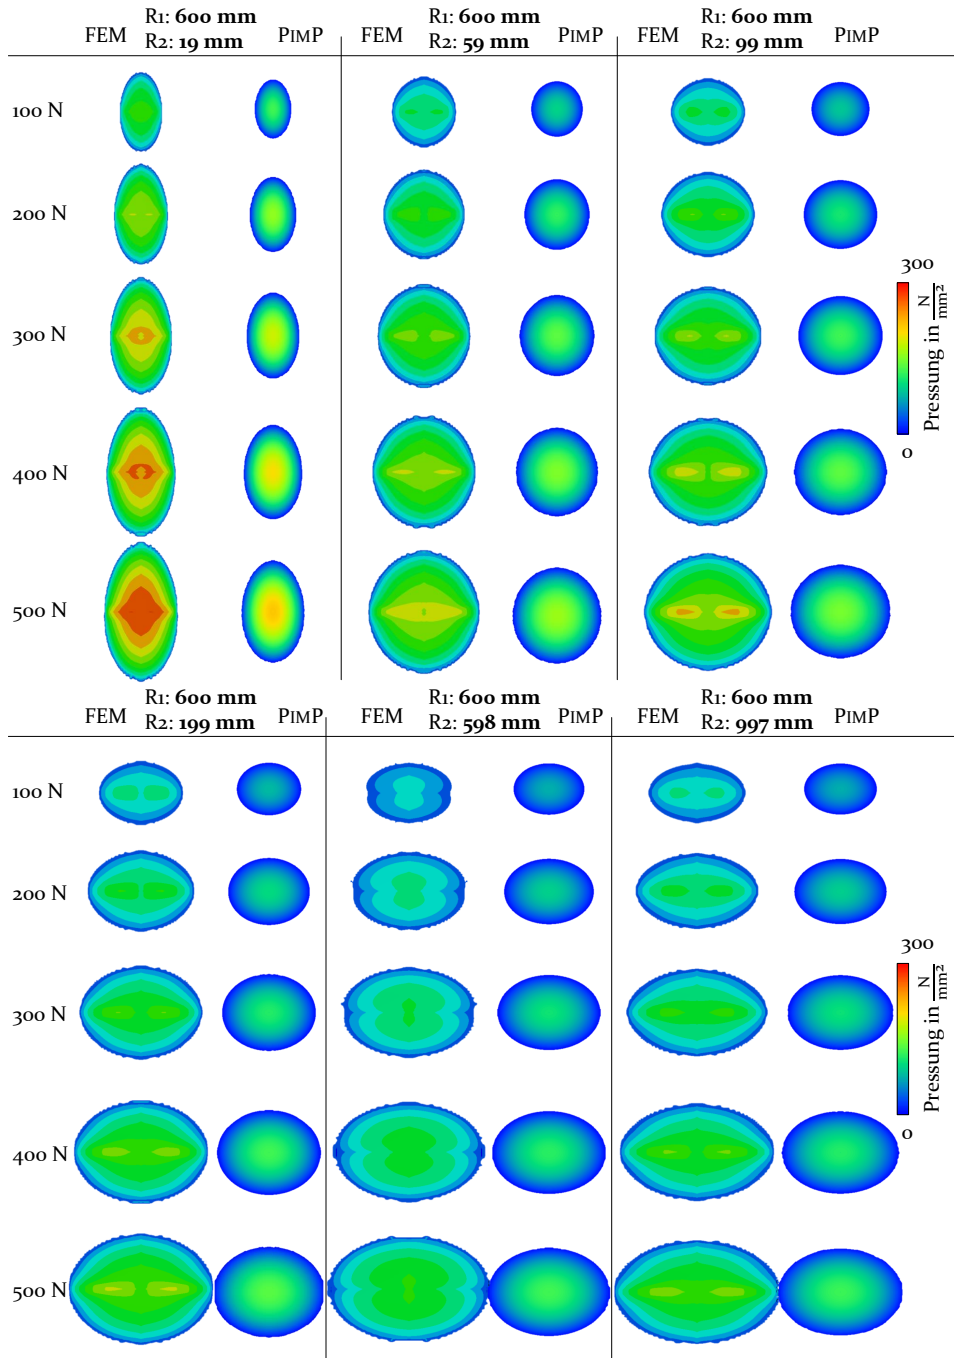 R1: 600 mm R1: 600 mm R1: 600 mm
FEM R2: 19 mm PIMP FEM R2: 59 mm PIMP FEM R2: 99 mm PIMP
100 N
200 N
300
300 N
Pressung in N/mm²
400 N
0
500 N
R1: 600 mm R1: 600 mm R1: 600 mm
FEM R2: 199 mm PIMP FEM R2: 598 mm PIMP FEM R2: 997 mm PIMP
100 N
200 N
300
300 N
Pressung in N/mm²
0
400 N
500 N